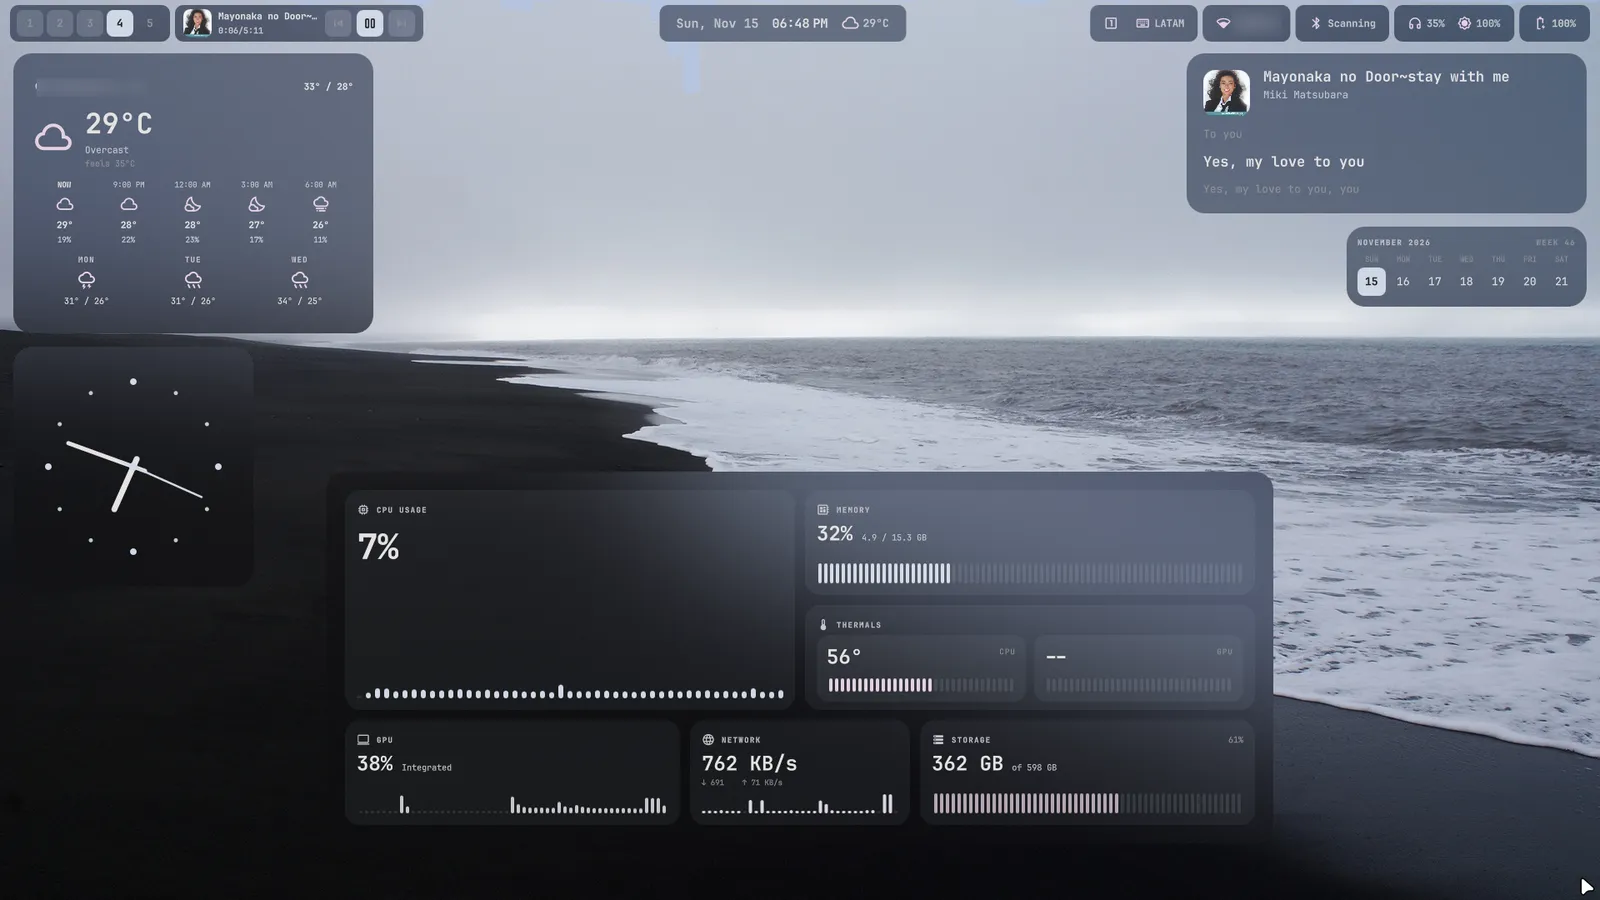 1 2 3 4 5
Mayonaka no Door~…
0:06/5:11
Sun, Nov 15 06:48 PM 29°C
1 LATAM
Scanning
35% 100%
100%
33° / 28°
29°C
Overcast
feels 35°C
NOW 9:00 PM 12:00 AM 3:00 AM 6:00 AM
29° 28° 28° 27° 26°
19% 22% 23% 17% 11%
MON TUE WED
31° / 26° 31° / 26° 34° / 25°
Mayonaka no Door~stay with me
Miki Matsubara
To you
Yes, my love to you
Yes, my love to you, you
NOVEMBER 2026 WEEK 46
SUN MON TUE WED THU FRI SAT
15 16 17 18 19 20 21
CPU USAGE
7%
MEMORY
32% 4.9 / 15.3 GB
THERMALS
56° CPU
-- GPU
GPU
38% Integrated
NETWORK
762 KB/s
↓ 691 ↑ 71 KB/s
STORAGE 61%
362 GB of 598 GB